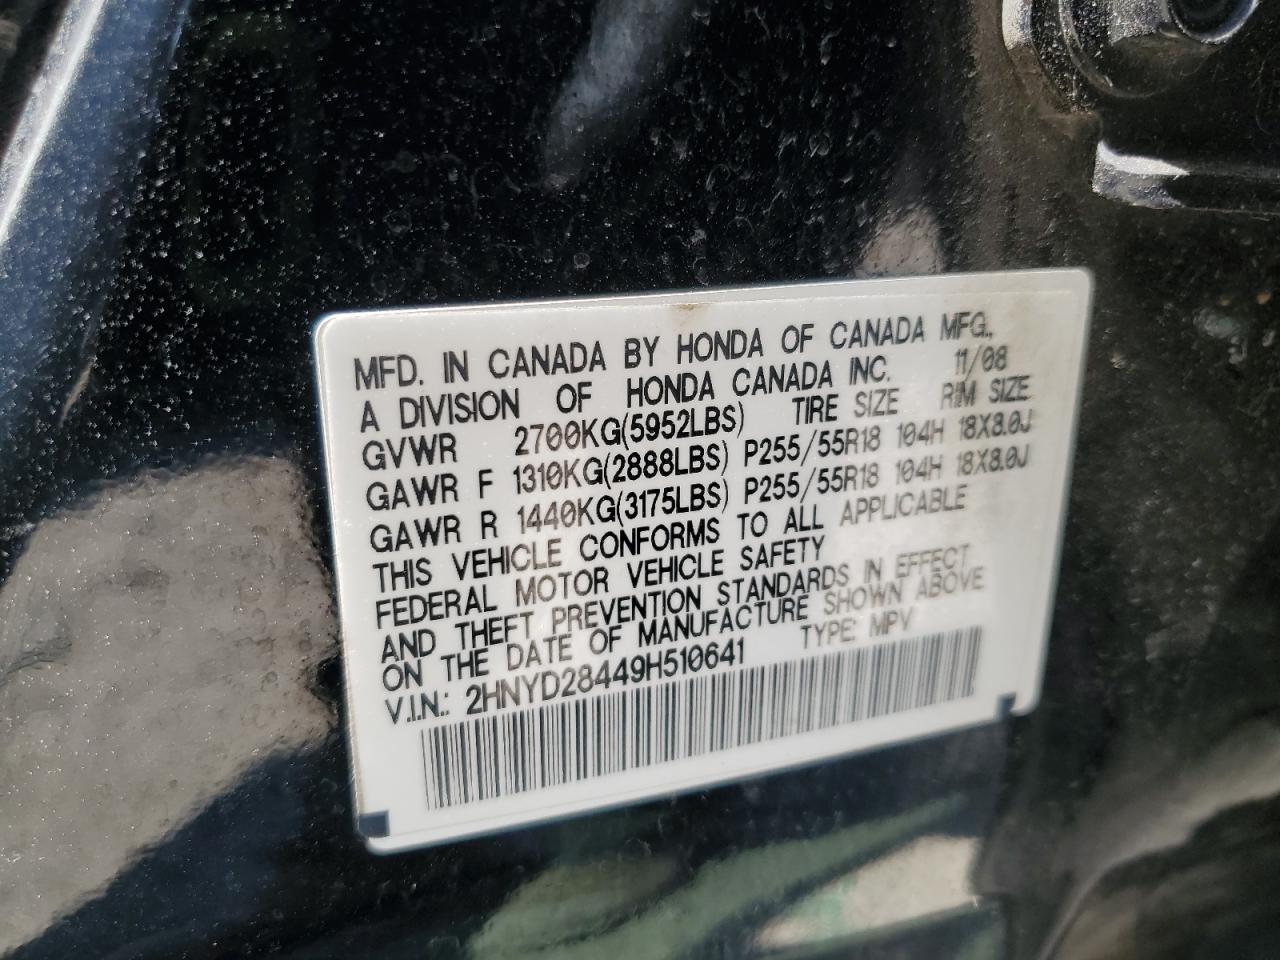 MFD. IN CANADA BY HONDA OF CANADA MFG.,
A DIVISION OF HONDA CANADA INC. 11/08
GVWR 2700KG(5952LBS) TIRE SIZE RIM SIZE
GAWR F 1310KG(2888LBS) P255/55R18 104H 18X8.0J
GAWR R 1440KG(3175LBS) P255/55R18 104H 18X8.0J
THIS VEHICLE CONFORMS TO ALL APPLICABLE
FEDERAL MOTOR VEHICLE SAFETY
AND THEFT PREVENTION STANDARDS IN EFFECT
ON THE DATE OF MANUFACTURE SHOWN ABOVE
V.I.N.: 2HNYD28449H510641 TYPE: MPV